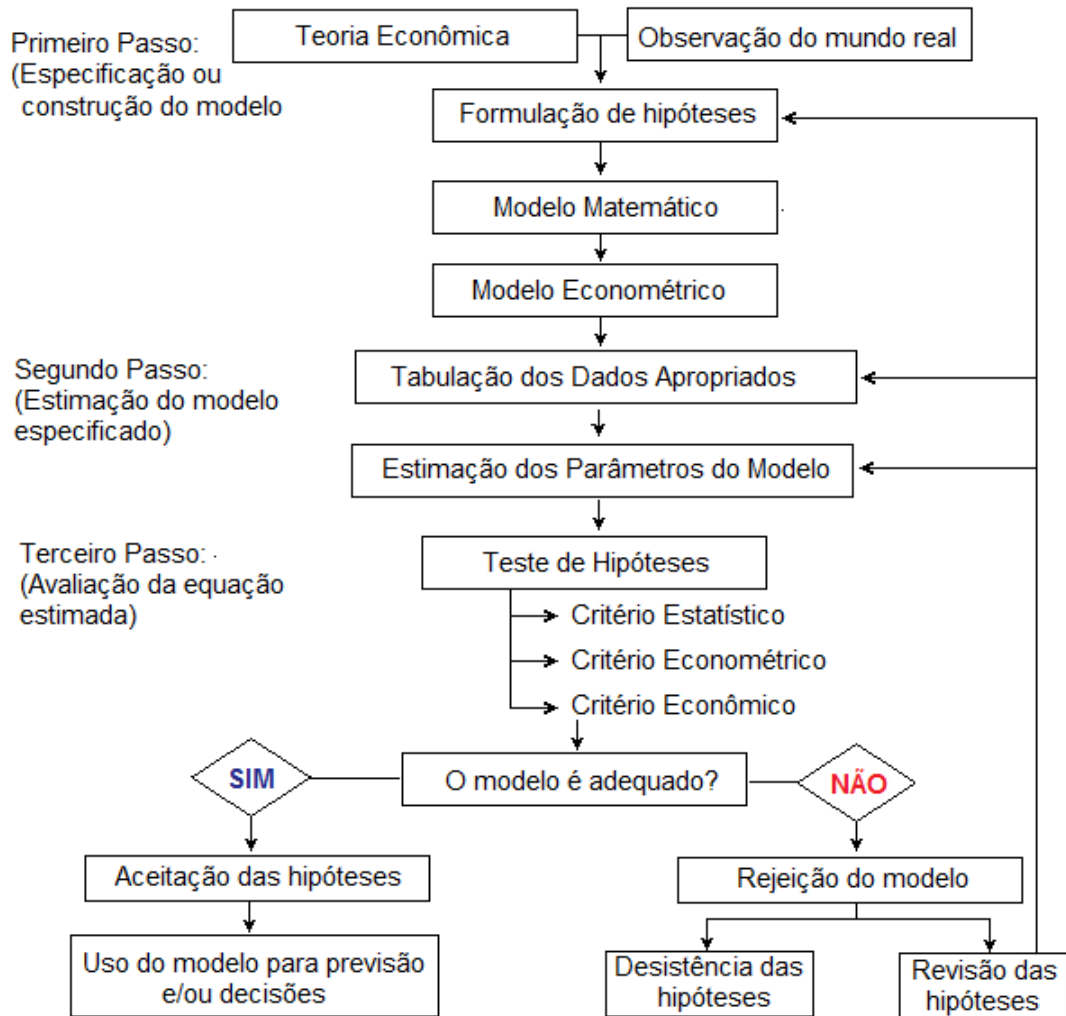 Primeiro Passo:
(Especificação ou
construção do modelo
Teoria Econômica
Observação do mundo real
Formulação de hipóteses
Modelo Matemático
Modelo Econométrico
Segundo Passo:
(Estimação do modelo
especificado)
Tabulação dos Dados Apropriados
Estimação dos Parâmetros do Modelo
Terceiro Passo:
(Avaliação da equação
estimada)
Teste de Hipóteses
Critério Estatístico
Critério Econométrico
Critério Econômico
SIM
O modelo é adequado?
NÃO
Aceitação das hipóteses
Rejeição do modelo
Uso do modelo para previsão
e/ou decisões
Desistência das
hipóteses
Revisão das
hipóteses